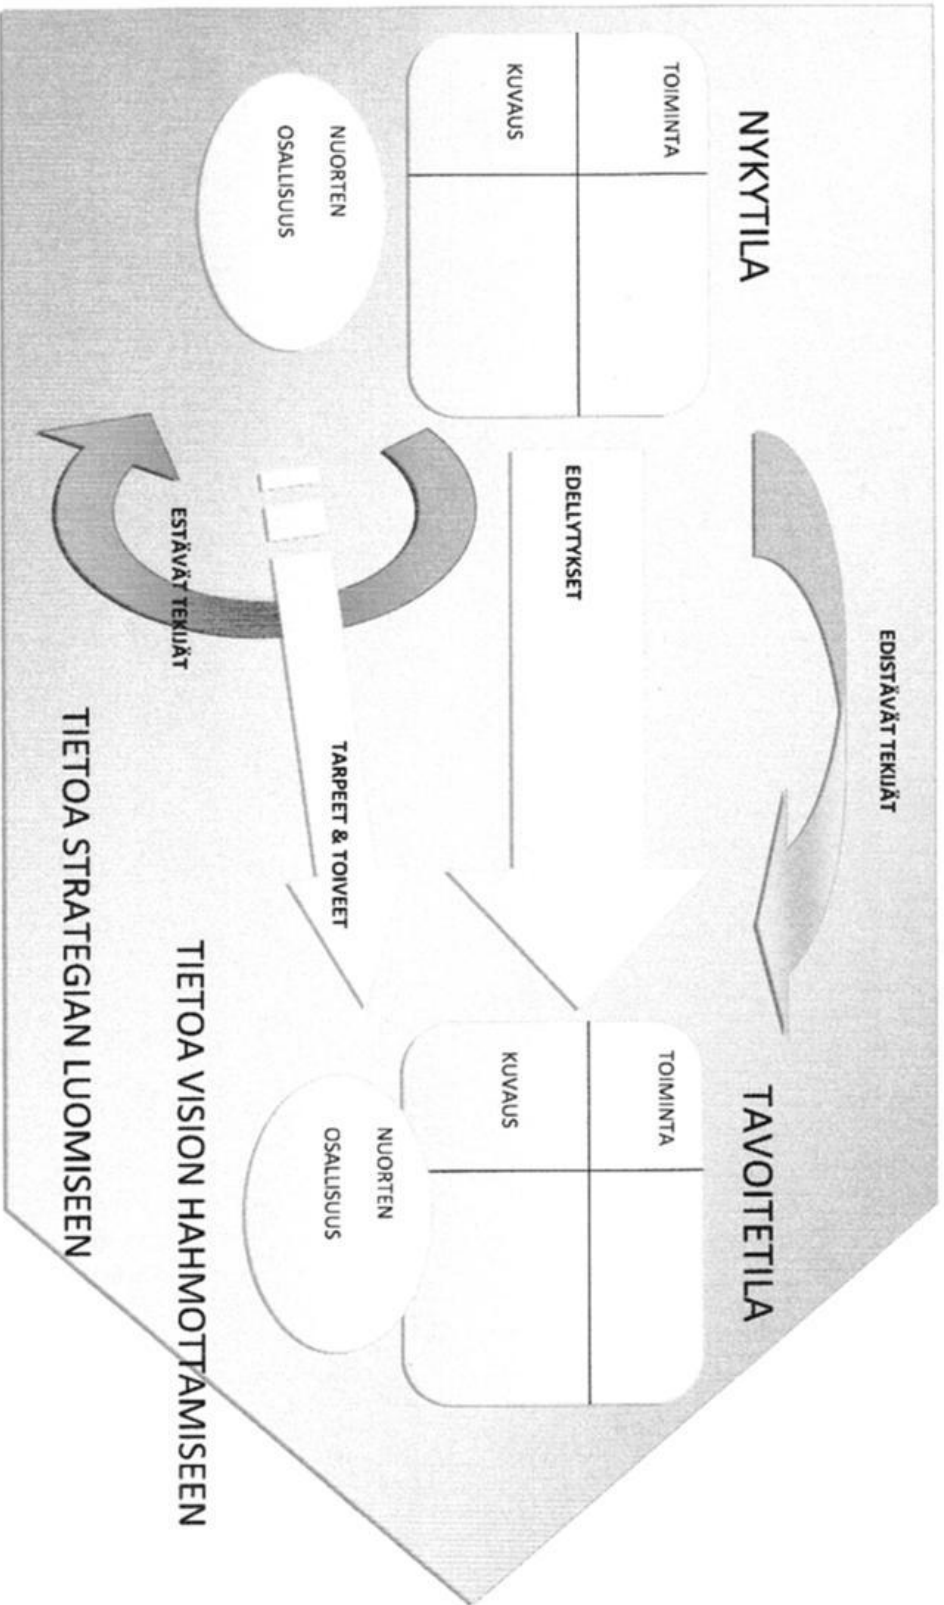 NYKYTILA
TOIMINTA
KUVAUS
NUORTEN
OSALLISUUS
EDISTÄVÄT TEKIJÄT
EDELLYTYKSET
TARPEET & TOIVEET
ESTÄVÄT TEKIJÄT
TAVOITETILA
TOIMINTA
KUVAUS
NUORTEN
OSALLISUUS
TIETOA VISION HAHMOTTAMISEEN
TIETOA STRATEGIAN LUOMISEEN